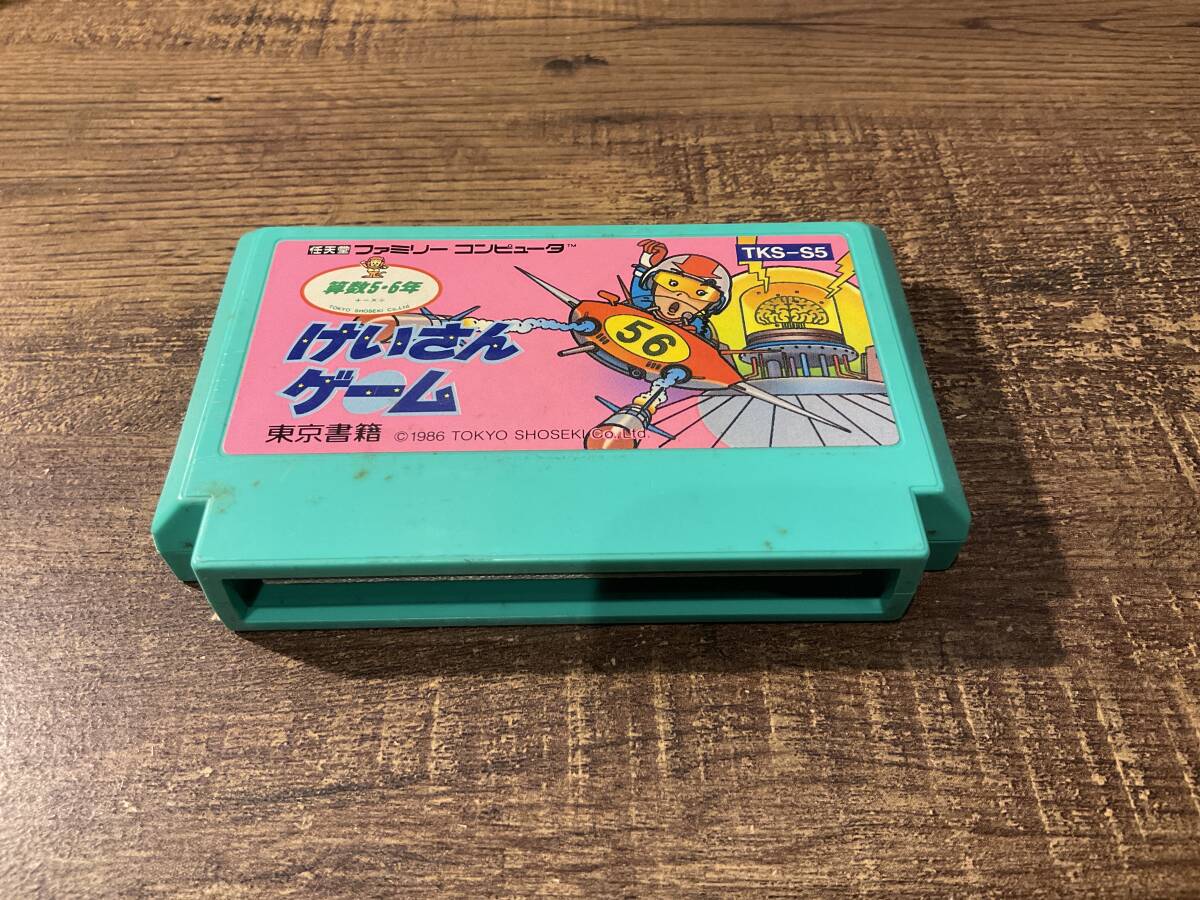 任天堂 ファミリー コンピュータ™
TKS-S5
算数5・6年
TOKYO SHOSEKI CO.,LTD.
けいさん
ゲーム
56
東京書籍 ©1986 TOKYO SHOSEKI Co., Ltd.